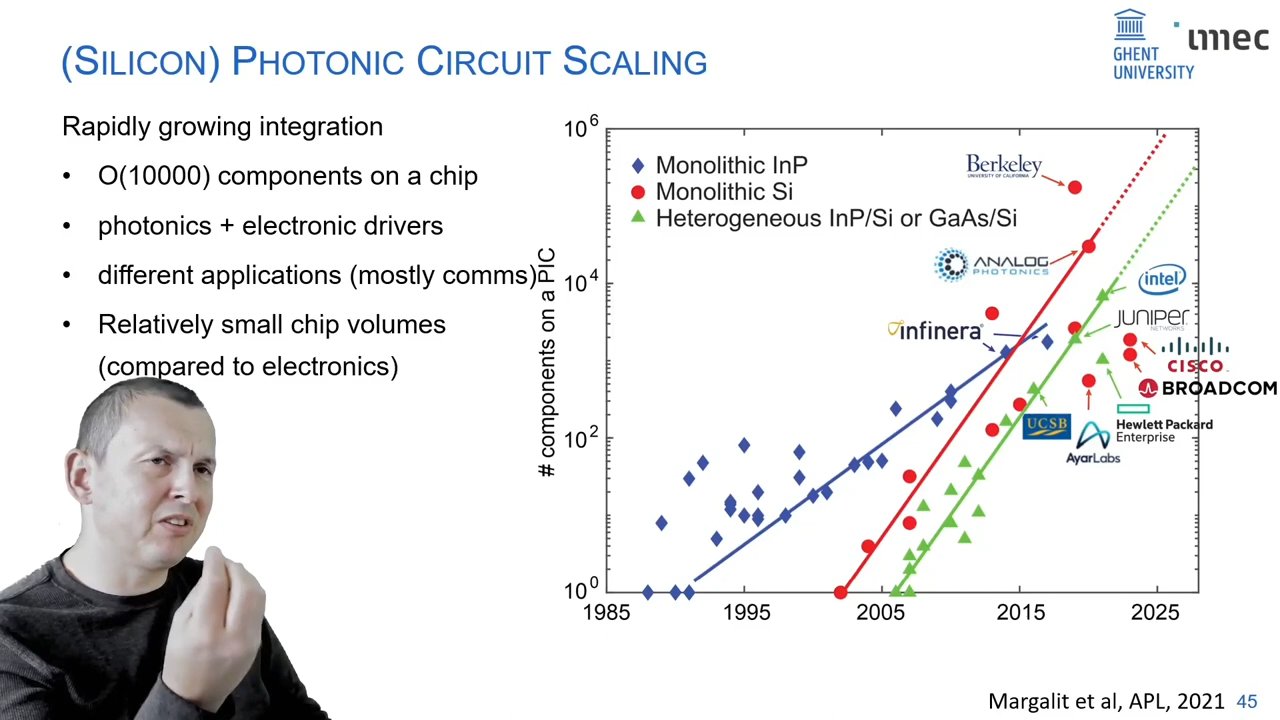 (SILICON) PHOTONIC CIRCUIT SCALING
GHENT
UNIVERSITY
imec
Rapidly growing integration
• O(10000) components on a chip
• photonics + electronic drivers
• different applications (mostly comms)
• Relatively small chip volumes
(compared to electronics)
# components on a PIC
10^6
10^4
10^2
10^0
1985
1995
2005
2015
2025
Monolithic InP
Monolithic Si
Heterogeneous InP/Si or GaAs/Si
Berkeley
UNIVERSITY OF CALIFORNIA
ANALOG
PHOTONICS
infinera
intel
JUNIPER
NETWORKS
CISCO
BROADCOM
Hewlett Packard
Enterprise
UCSB
AyarLabs
Margalit et al, APL, 2021
45